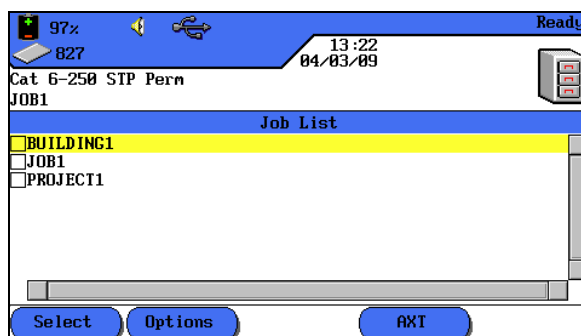 97% Ready
827 13:22
04/03/09
Cat 6-250 STP Perm
JOB1
Job List
BUILDING1
JOB1
PROJECT1
Select Options AXT